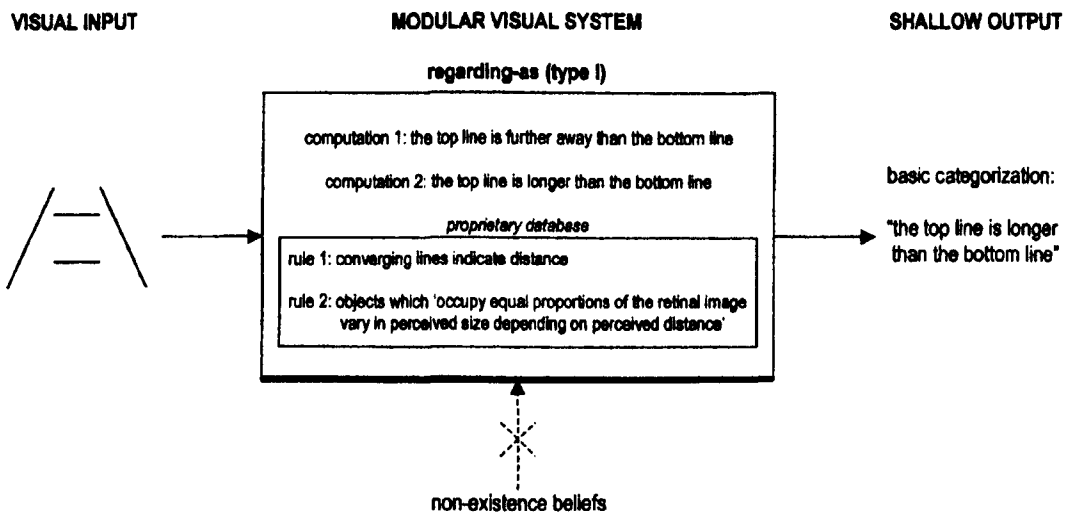 VISUAL INPUT
MODULAR VISUAL SYSTEM
SHALLOW OUTPUT
regarding-as (type I)
computation 1: the top line is further away than the bottom line
computation 2: the top line is longer than the bottom line
proprietary database
rule 1: converging lines indicate distance
rule 2: objects which 'occupy equal proportions of the retinal image
vary in perceived size depending on perceived distance'
basic categorization:
"the top line is longer
than the bottom line"
non-existence beliefs